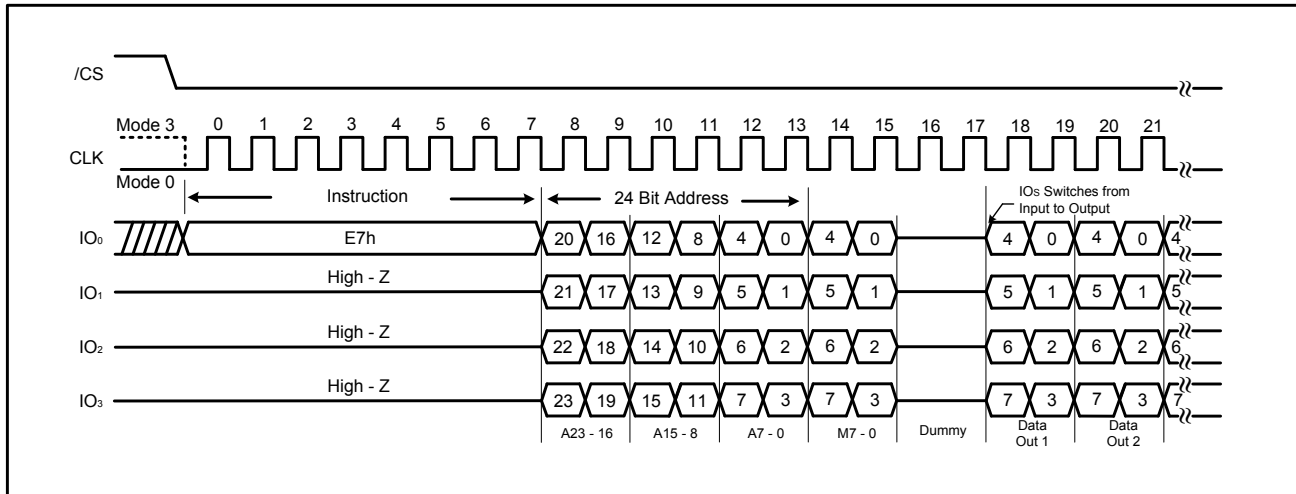 /CS
Mode 3 0 1 2 3 4 5 6 7 8 9 10 11 12 13 14 15 16 17 18 19 20 21
CLK
Mode 0
Instruction 24 Bit Address IOs Switches from
Input to Output
IO0 E7h 20 16 12 8 4 0 4 0 4 0 4 0 4
High - Z
IO1 21 17 13 9 5 1 5 1 5 1 5 1 5
High - Z
IO2 22 18 14 10 6 2 6 2 6 2 6 2 6
High - Z
IO3 23 19 15 11 7 3 7 3 7 3 7 3 7
A23 - 16 A15 - 8 A7 - 0 M7 - 0 Dummy Data Data
Out 1 Out 2